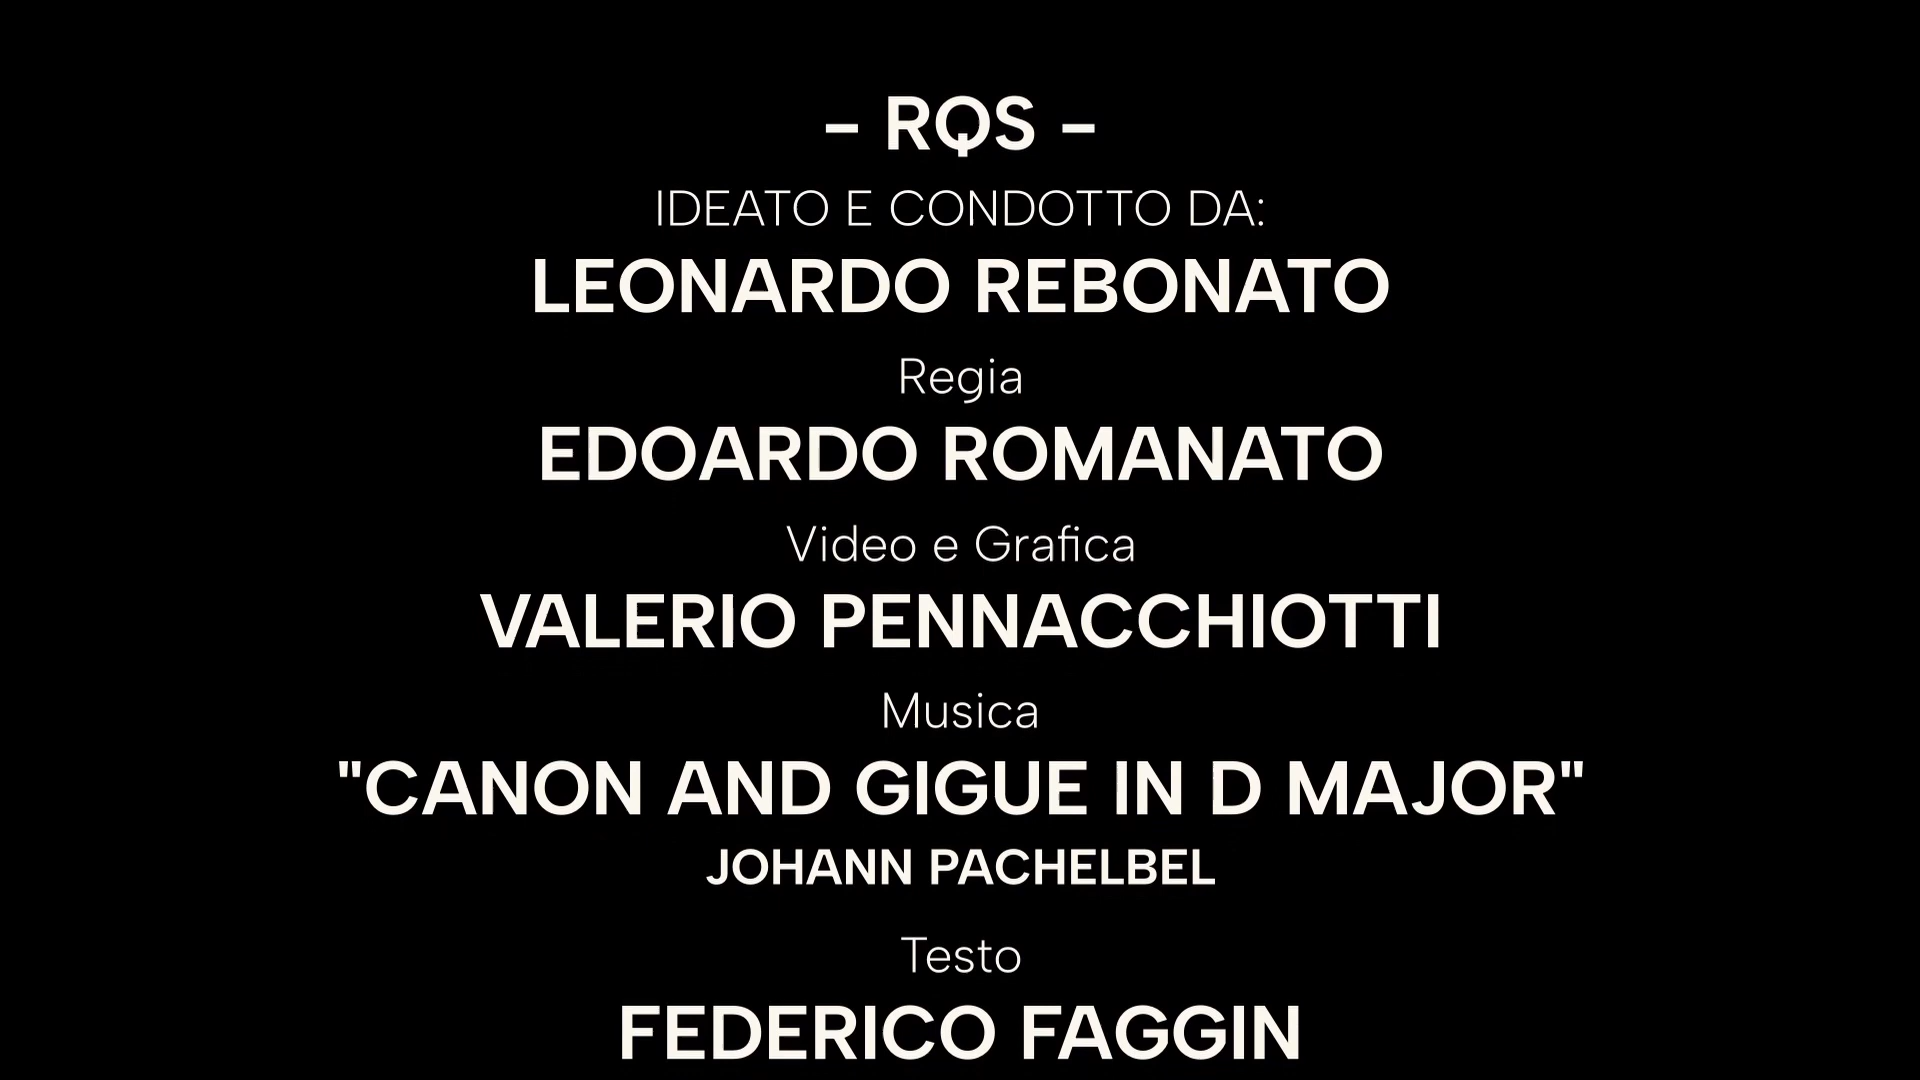 – RQS –
IDEATO E CONDOTTO DA:
LEONARDO REBONATO
Regia
EDOARDO ROMANATO
Video e Grafica
VALERIO PENNACCHIOTTI
Musica
"CANON AND GIGUE IN D MAJOR"
JOHANN PACHELBEL
Testo
FEDERICO FAGGIN